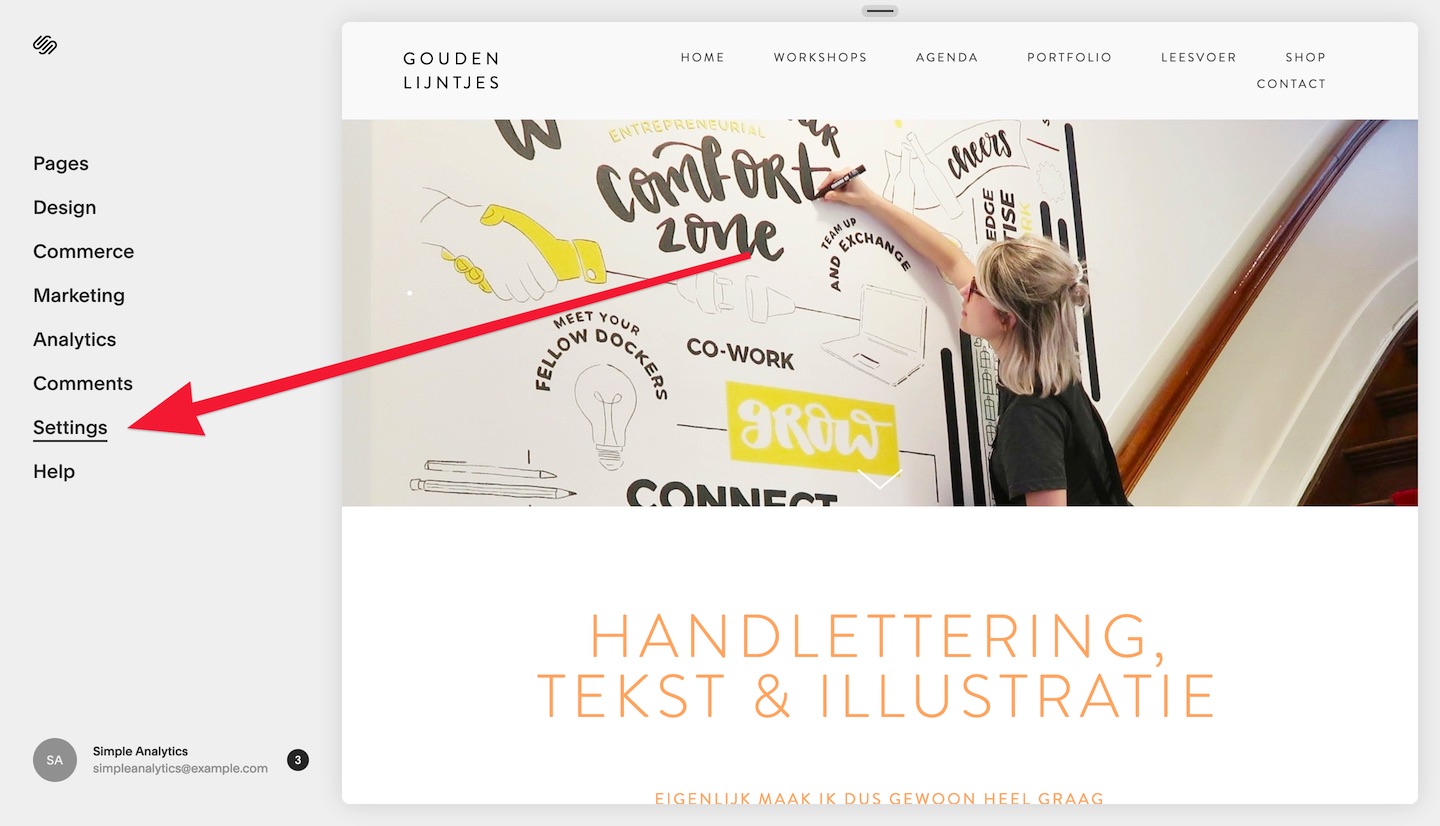 Pages
Design
Commerce
Marketing
Analytics
Comments
Settings
Help
SA
Simple Analytics
simpleanalytics@example.com
3
GOUDEN
LIJNTJES
HOME WORKSHOPS AGENDA PORTFOLIO LEESVOER SHOP
CONTACT
ENTREPRENEURIAL
COMFORT
zone
cheers
TEAM UP
AND EXCHANGE
MEET YOUR
FELLOW DOCKERS
CO-WORK
GROW
CONNECT
HANDLETTERING,
TEKST & ILLUSTRATIE
EIGENLIJK MAAK IK DUS GEWOON HEEL GRAAG